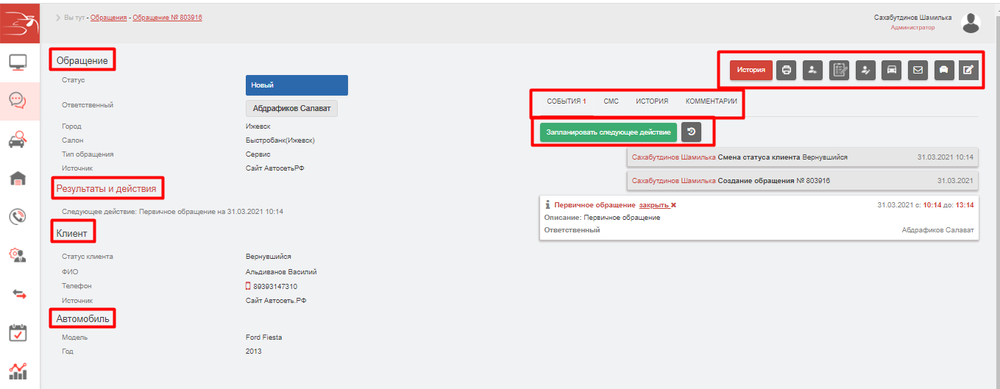 Вы тут - Обращения - Обращение № 803916
Сахабутдинов Шамилька
Администратор
Обращение
Статус
Новый
Ответственный
Абдрафиков Салават
Город
Ижевск
Салон
Быстробанк(Ижевск)
Тип обращения
Сервис
Источник
Сайт АвтосетьРФ
Результаты и действия
Следующее действие: Первичное обращение на 31.03.2021 10:14
Клиент
Статус клиента
Вернувшийся
ФИО
Альдиванов Василий
Телефон
89393147310
Источник
Сайт Автосеть.РФ
Автомобиль
Модель
Ford Fiesta
Год
2013
История
СОБЫТИЯ 1
СМС
ИСТОРИЯ
КОММЕНТАРИИ
Запланировать следующее действие
Сахабутдинов Шамилька Смена статуса клиента Вернувшийся
31.03.2021 10:14
Сахабутдинов Шамилька Создание обращения № 803916
31.03.2021
Первичное обращение закрыть
31.03.2021 с: 10:14 до: 13:14
Описание: Первичное обращение
Ответственный
Абдрафиков Салават